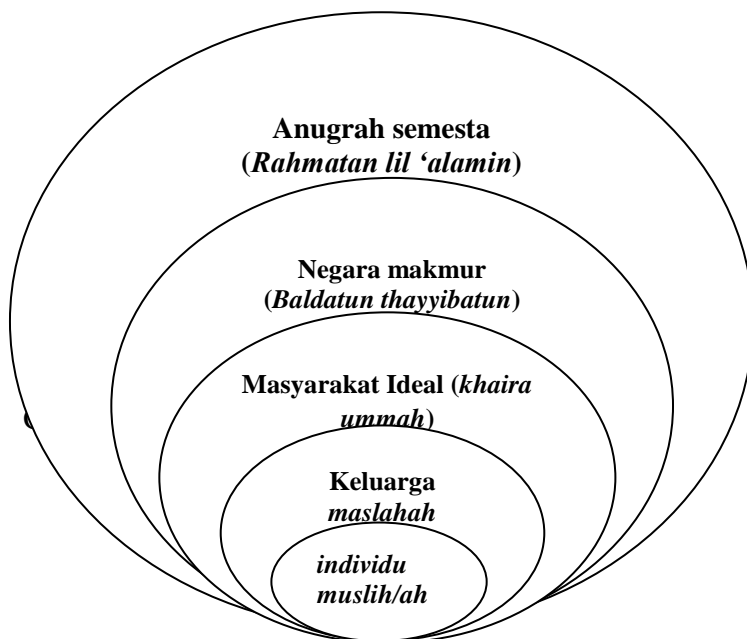 Anugrah semesta
(Rahmatan lil ‘alamin)
Negara makmur
(Baldatun thayyibatun)
Masyarakat Ideal (khaira
ummah)
Keluarga
maslahah
individu
muslih/ah